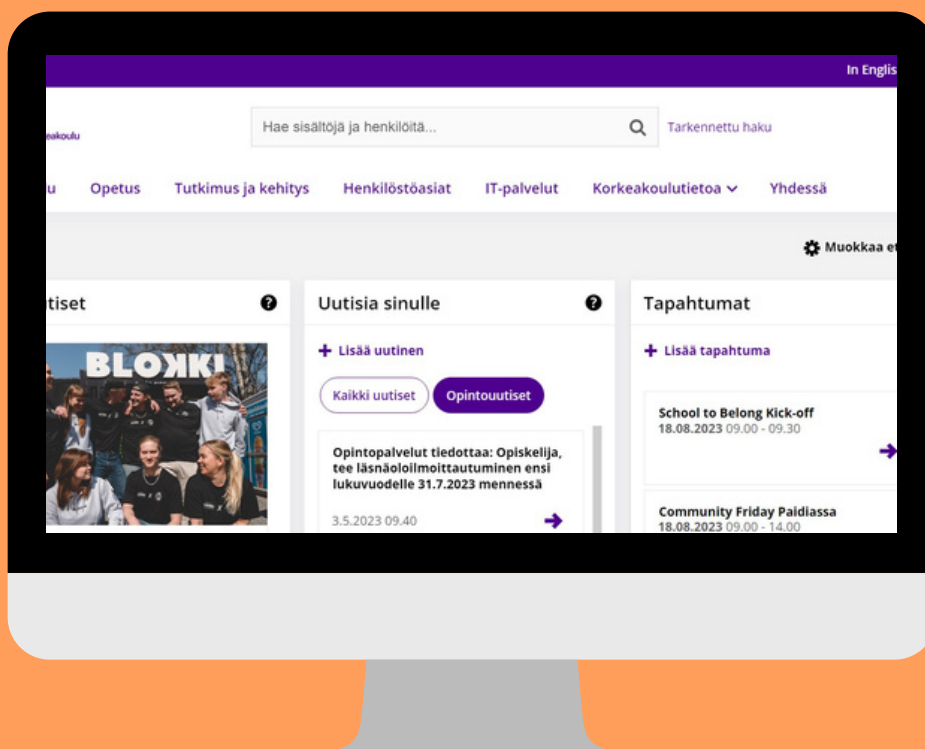 In Englis
eakoulu
Hae sisältöjä ja henkilöitä...
Tarkennettu haku
u Opetus Tutkimus ja kehitys Henkilöstöasiat IT-palvelut Korkeakoulutietoa Yhdessä
Muokkaa et
tiset
BLOKKI
Uutisia sinulle
+ Lisää uutinen
Kaikki uutiset Opintouutiset
Opintopalvelut tiedottaa: Opiskelija,
tee läsnäoloilmoittautuminen ensi
lukuvuodelle 31.7.2023 mennessä
3.5.2023 09.40
Tapahtumat
+ Lisää tapahtuma
School to Belong Kick-off
18.08.2023 09.00 - 09.30
Community Friday Paidiassa
18.08.2023 09.00 - 14.00